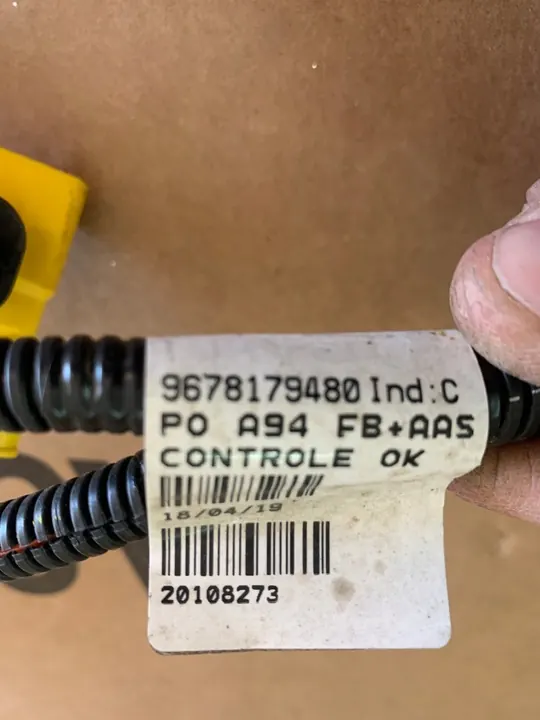 9678179480 Ind:C
PO A94 FB+AAS
CONTROLE OK
18/04/19
20108273